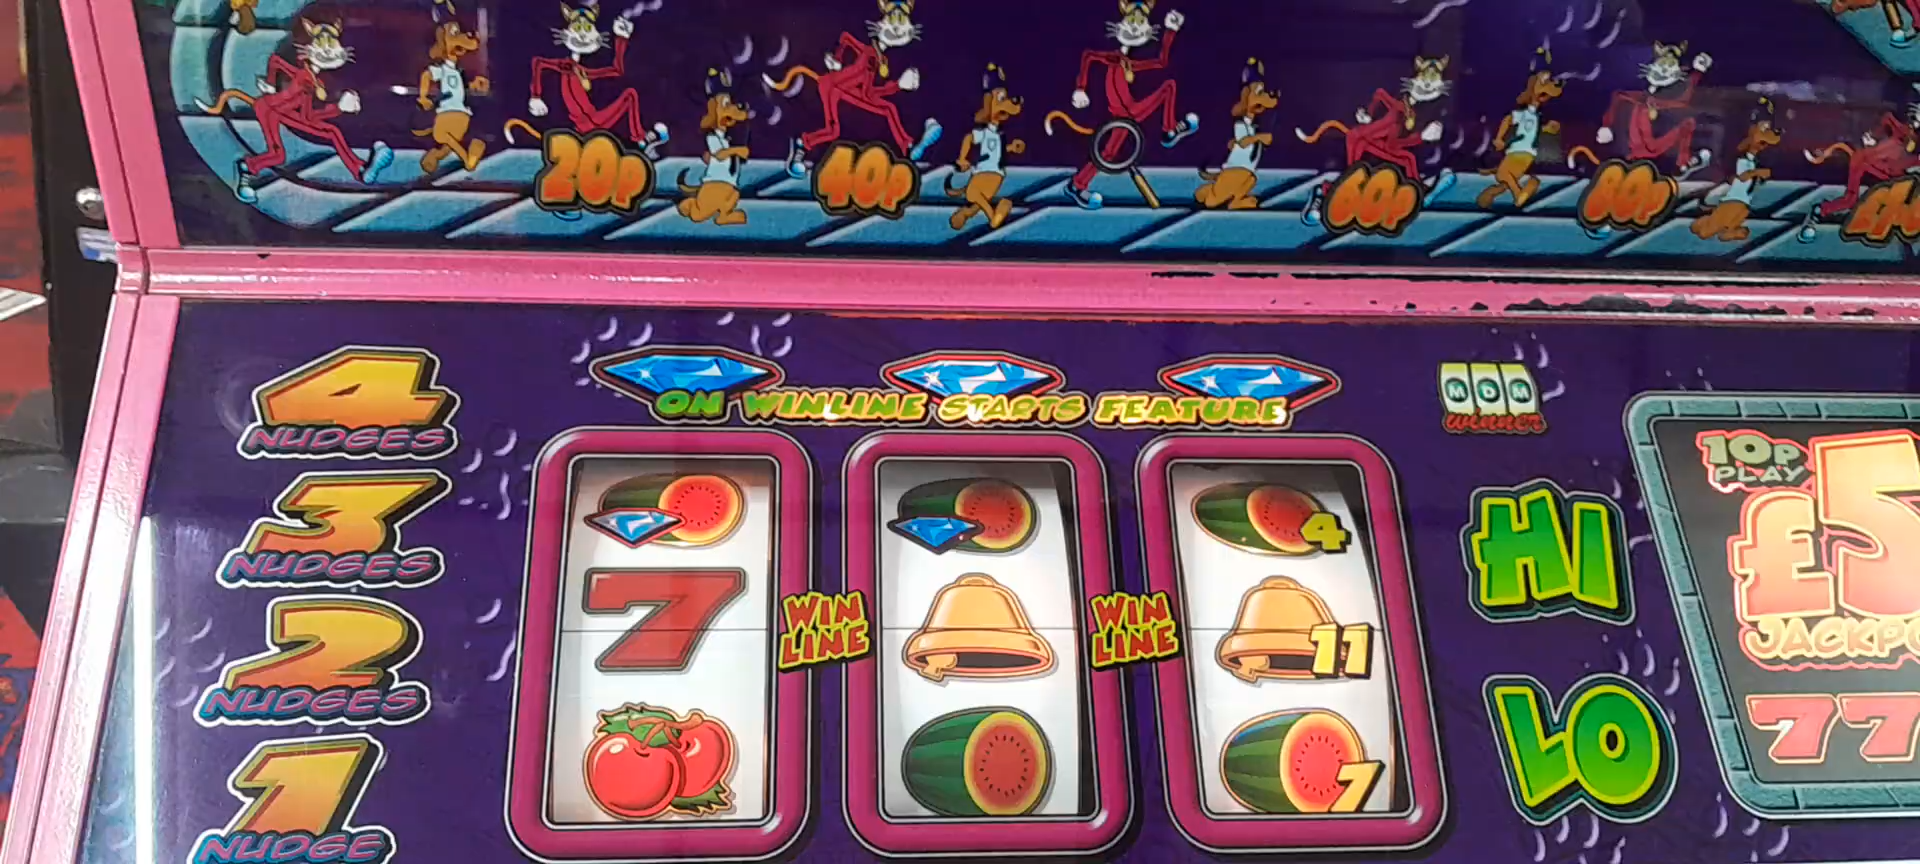 20p
40p
60p
80p
ON WINLINE STARTS FEATURE
MDM
winner
4
NUDGES
3
NUDGES
2
NUDGES
1
NUDGE
7
WIN
LINE
WIN
LINE
4
11
7
HI
LO
10p
PLAY
£5
77